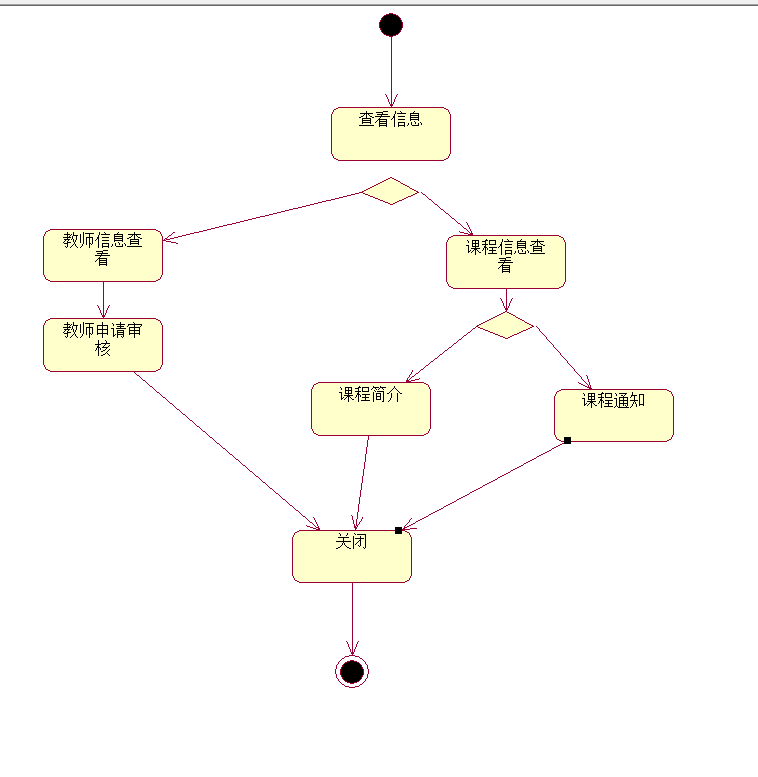 查看信息
教师信息查
看
课程信息查
看
教师申请审
核
课程简介
课程通知
关闭